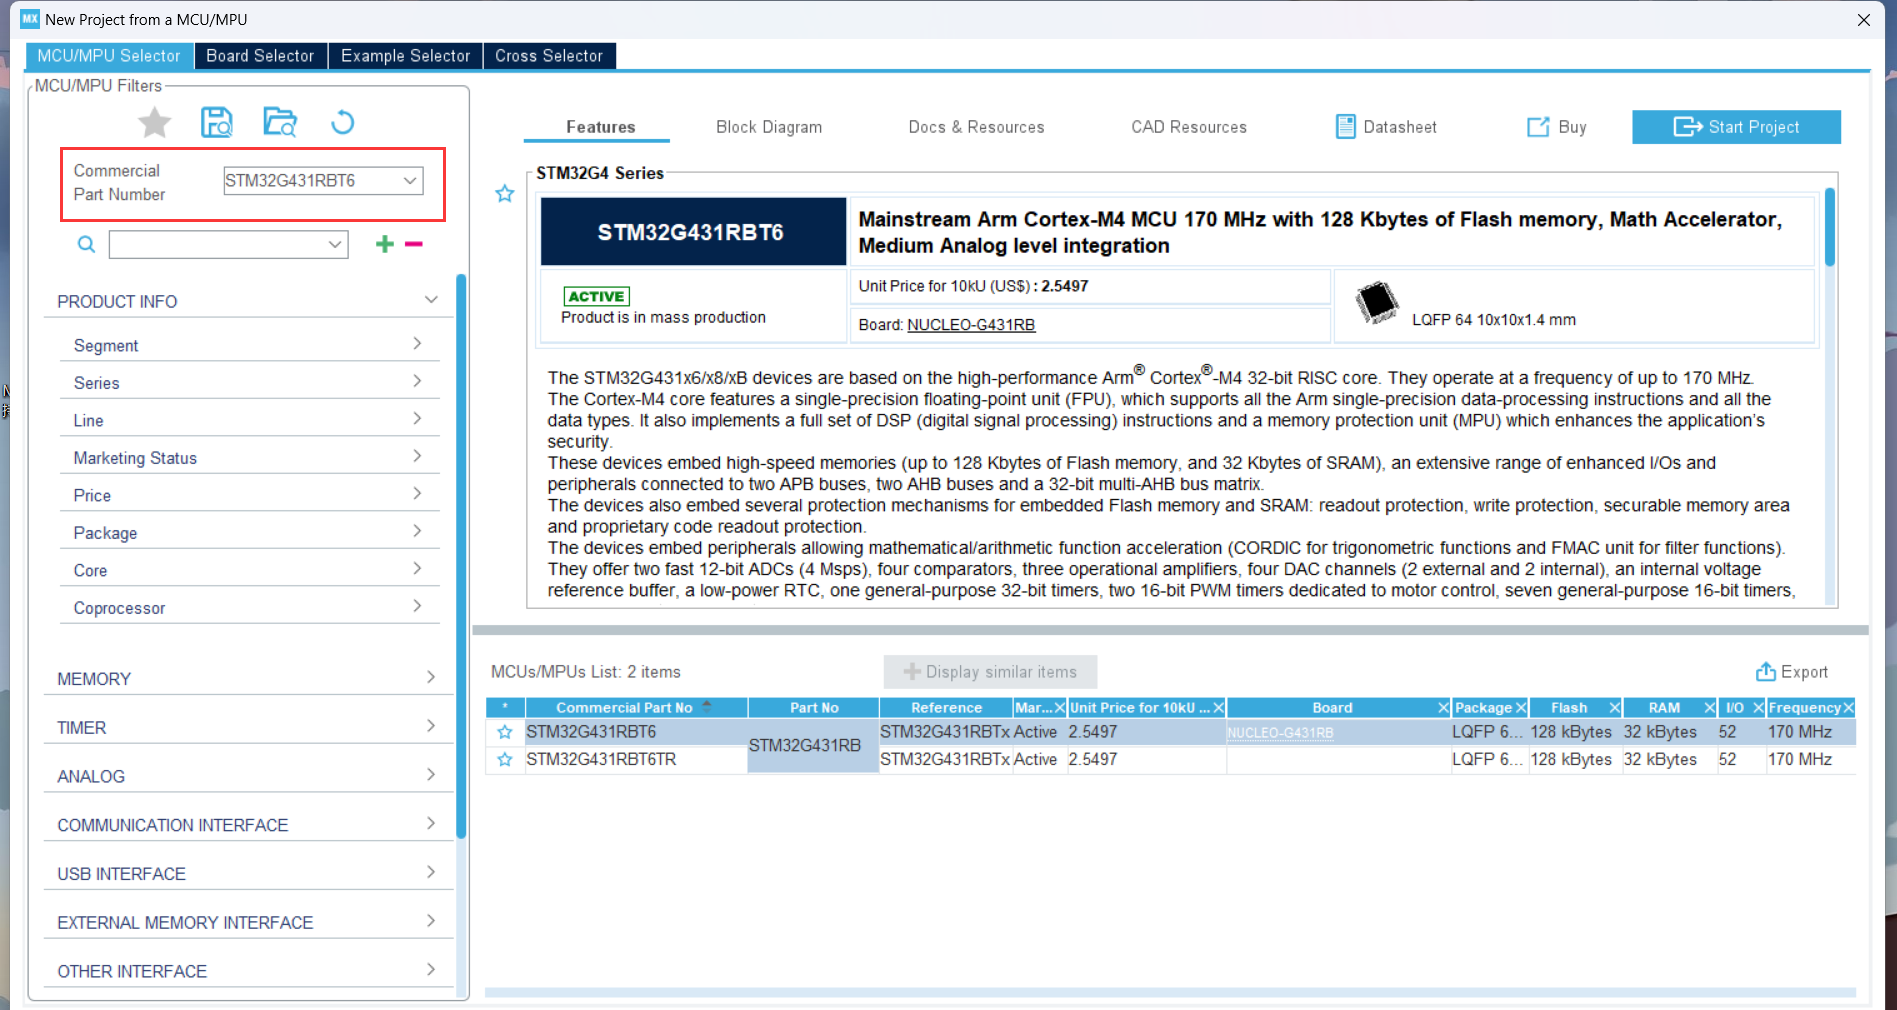 MX New Project from a MCU/MPU
MCU/MPU Selector
Board Selector
Example Selector
Cross Selector
MCU/MPU Filters
Commercial
Part Number
STM32G431RBT6
PRODUCT INFO
Segment
Series
Line
Marketing Status
Price
Package
Core
Coprocessor
MEMORY
TIMER
ANALOG
COMMUNICATION INTERFACE
USB INTERFACE
EXTERNAL MEMORY INTERFACE
OTHER INTERFACE
Features
Block Diagram
Docs & Resources
CAD Resources
Datasheet
Buy
Start Project
STM32G4 Series
STM32G431RBT6
Mainstream Arm Cortex-M4 MCU 170 MHz with 128 Kbytes of Flash memory, Math Accelerator,
Medium Analog level integration
ACTIVE
Product is in mass production
Unit Price for 10kU (US$) : 2.5497
Board: NUCLEO-G431RB
LQFP 64 10x10x1.4 mm
The STM32G431x6/x8/xB devices are based on the high-performance Arm® Cortex®-M4 32-bit RISC core. They operate at a frequency of up to 170 MHz.
The Cortex-M4 core features a single-precision floating-point unit (FPU), which supports all the Arm single-precision data-processing instructions and all the
data types. It also implements a full set of DSP (digital signal processing) instructions and a memory protection unit (MPU) which enhances the application's
security.
These devices embed high-speed memories (up to 128 Kbytes of Flash memory, and 32 Kbytes of SRAM), an extensive range of enhanced I/Os and
peripherals connected to two APB buses, two AHB buses and a 32-bit multi-AHB bus matrix.
The devices also embed several protection mechanisms for embedded Flash memory and SRAM: readout protection, write protection, securable memory area
and proprietary code readout protection.
The devices embed peripherals allowing mathematical/arithmetic function acceleration (CORDIC for trigonometric functions and FMAC unit for filter functions).
They offer two fast 12-bit ADCs (4 Msps), four comparators, three operational amplifiers, four DAC channels (2 external and 2 internal), an internal voltage
reference buffer, a low-power RTC, one general-purpose 32-bit timers, two 16-bit PWM timers dedicated to motor control, seven general-purpose 16-bit timers,
MCUs/MPUs List: 2 items
Display similar items
Export
* Commercial Part No Part No Reference Mar... Unit Price for 10kU ... Board Package Flash RAM I/O Frequency
STM32G431RBT6 STM32G431RB STM32G431RBTx Active 2.5497 NUCLEO-G431RB LQFP 6... 128 kBytes 32 kBytes 52 170 MHz
STM32G431RBT6TR STM32G431RBTx Active 2.5497 LQFP 6... 128 kBytes 32 kBytes 52 170 MHz